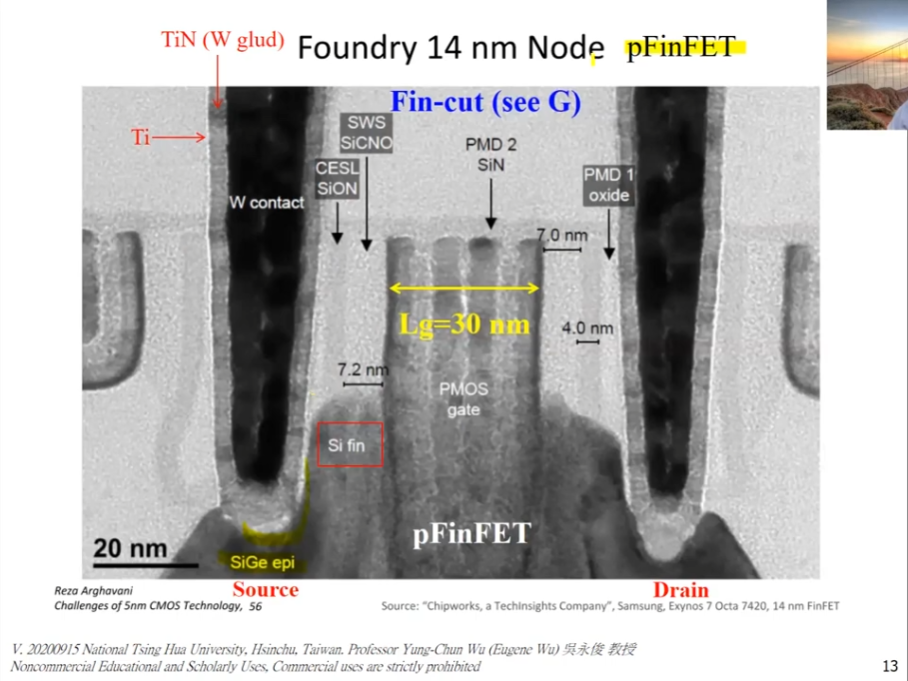 TiN (W glud)
Foundry 14 nm Node
pFinFET
Fin-cut (see G)
Ti
SWS
SiCNO
CESL
SiON
PMD 2
SiN
PMD 1
oxide
W contact
7.0 nm
Lg=30 nm
4.0 nm
7.2 nm
PMOS
gate
Si fin
pFinFET
20 nm
SiGe epi
Source
Drain
Reza Arghavani
Challenges of 5nm CMOS Technology, 56
Source: "Chipworks, a TechInsights Company", Samsung, Exynos 7 Octa 7420, 14 nm FinFET
V. 20200915 National Tsing Hua University, Hsinchu, Taiwan. Professor Yung-Chun Wu (Eugene Wu) 吳永俊 教授
Noncommercial Educational and Scholarly Uses, Commercial uses are strictly prohibited
13